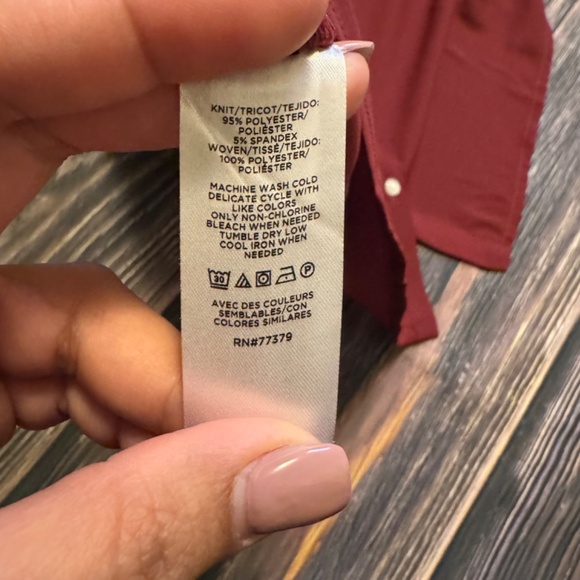 KNIT/TRICOT/TEJIDO:
95% POLYESTER/
POLIÉSTER
5% SPANDEX
WOVEN/TISSÉ/TEJIDO:
100% POLYESTER/
POLIÉSTER
MACHINE WASH COLD
DELICATE CYCLE WITH
LIKE COLORS
ONLY NON-CHLORINE
BLEACH WHEN NEEDED
TUMBLE DRY LOW
COOL IRON WHEN
NEEDED
30 P
AVEC DES COULEURS
SEMBLABLES/CON
COLORES SIMILARES
RN#77379